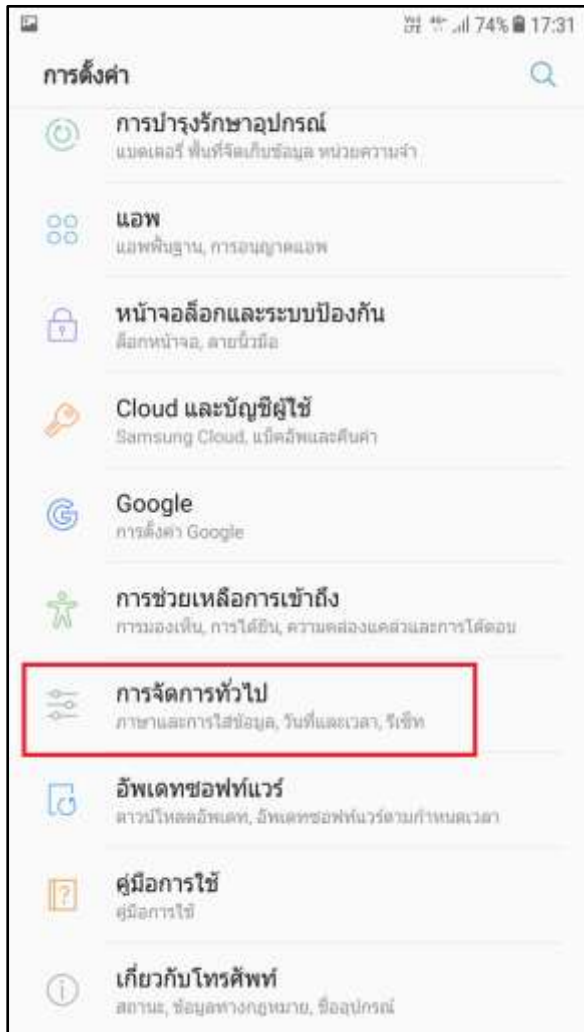 74% 17:31
การตั้งค่า
การบำรุงรักษาอุปกรณ์
แบตเตอรี่ พื้นที่จัดเก็บข้อมูล หน่วยความจำ
แอพ
แอพพื้นฐาน, การอนุญาตแอพ
หน้าจอล็อกและระบบป้องกัน
ล็อกหน้าจอ, ลายนิ้วมือ
Cloud และบัญชีผู้ใช้
Samsung Cloud, แบ็คอัพและคืนค่า
Google
การตั้งค่า Google
การช่วยเหลือการเข้าถึง
การมองเห็น, การได้ยิน, ความคล่องแคล่วและการโต้ตอบ
การจัดการทั่วไป
ภาษาและการใส่ข้อมูล, วันที่และเวลา, รีเซ็ท
อัพเดทซอฟท์แวร์
ดาวน์โหลดอัพเดท, อัพเดทซอฟท์แวร์ตามกำหนดเวลา
คู่มือการใช้
คู่มือการใช้
เกี่ยวกับโทรศัพท์
สถานะ, ข้อมูลทางกฎหมาย, ชื่ออุปกรณ์